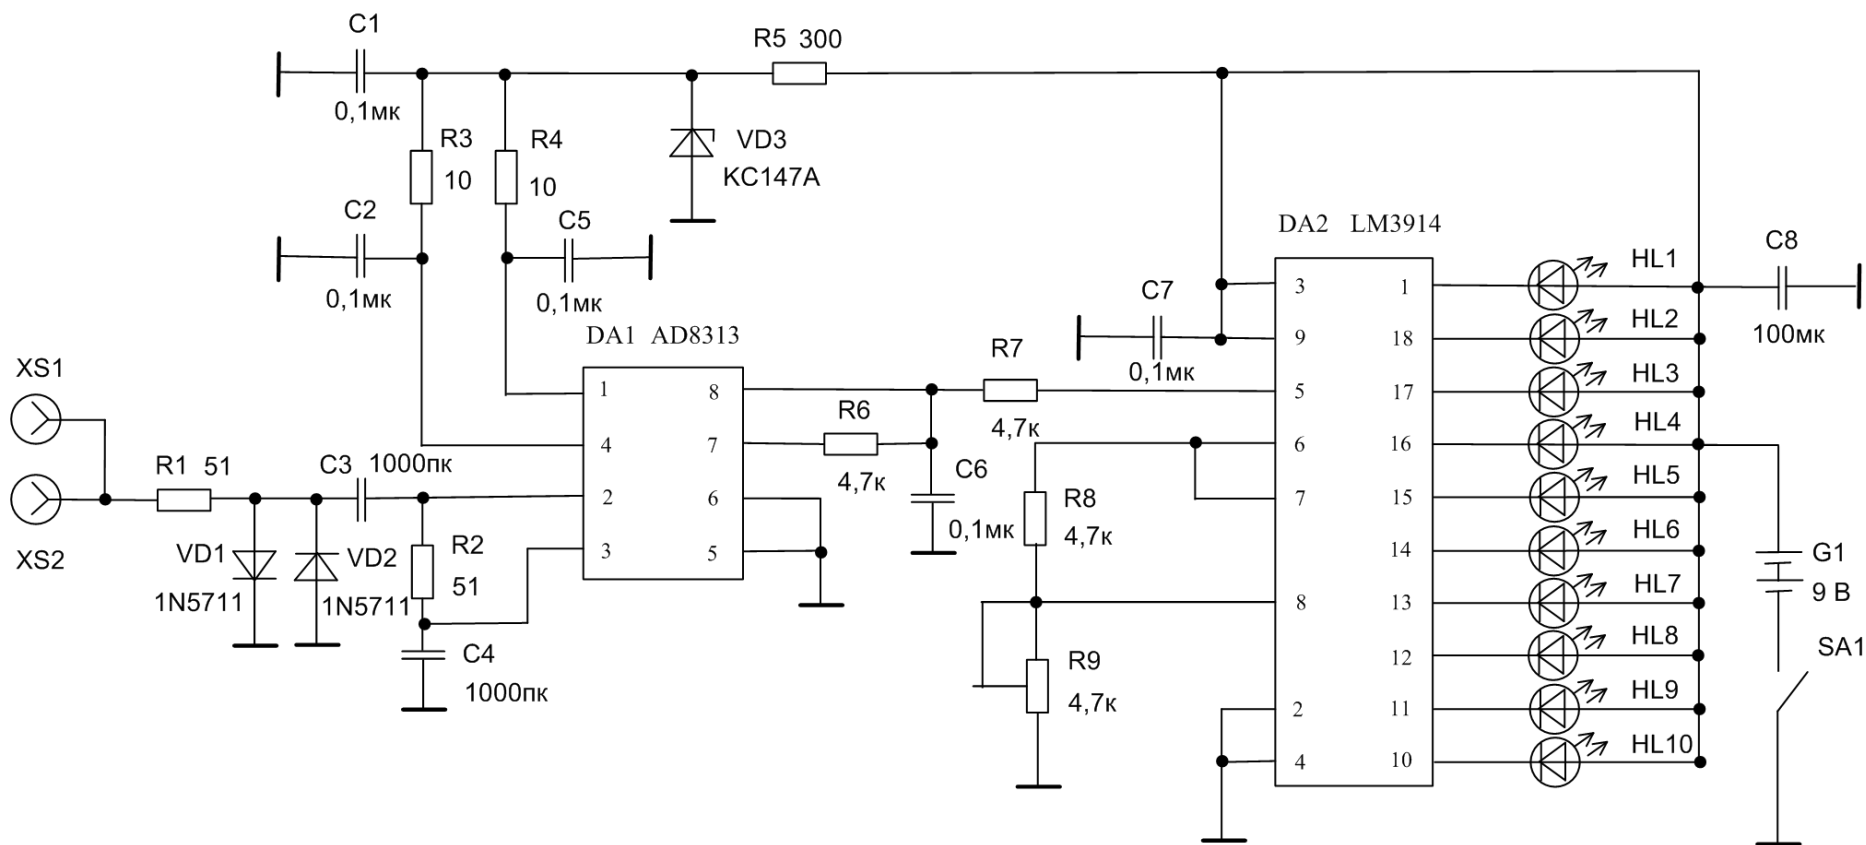 C1
0,1мк
R5 300
R3
10
R4
10
VD3
KC147A
C2
0,1мк
C5
0,1мк
DA1 AD8313
1
4
2
3
8
7
6
5
XS1
XS2
R1 51
C3 1000пк
VD1
1N5711
VD2
1N5711
R2
51
C4
1000пк
R6
4,7к
C6
0,1мк
R7
4,7к
C7
0,1мк
R8
4,7к
R9
4,7к
DA2 LM3914
3
9
5
6
7
8
2
4
1
18
17
16
15
14
13
12
11
10
HL1
HL2
HL3
HL4
HL5
HL6
HL7
HL8
HL9
HL10
C8
100мк
G1
9 В
SA1